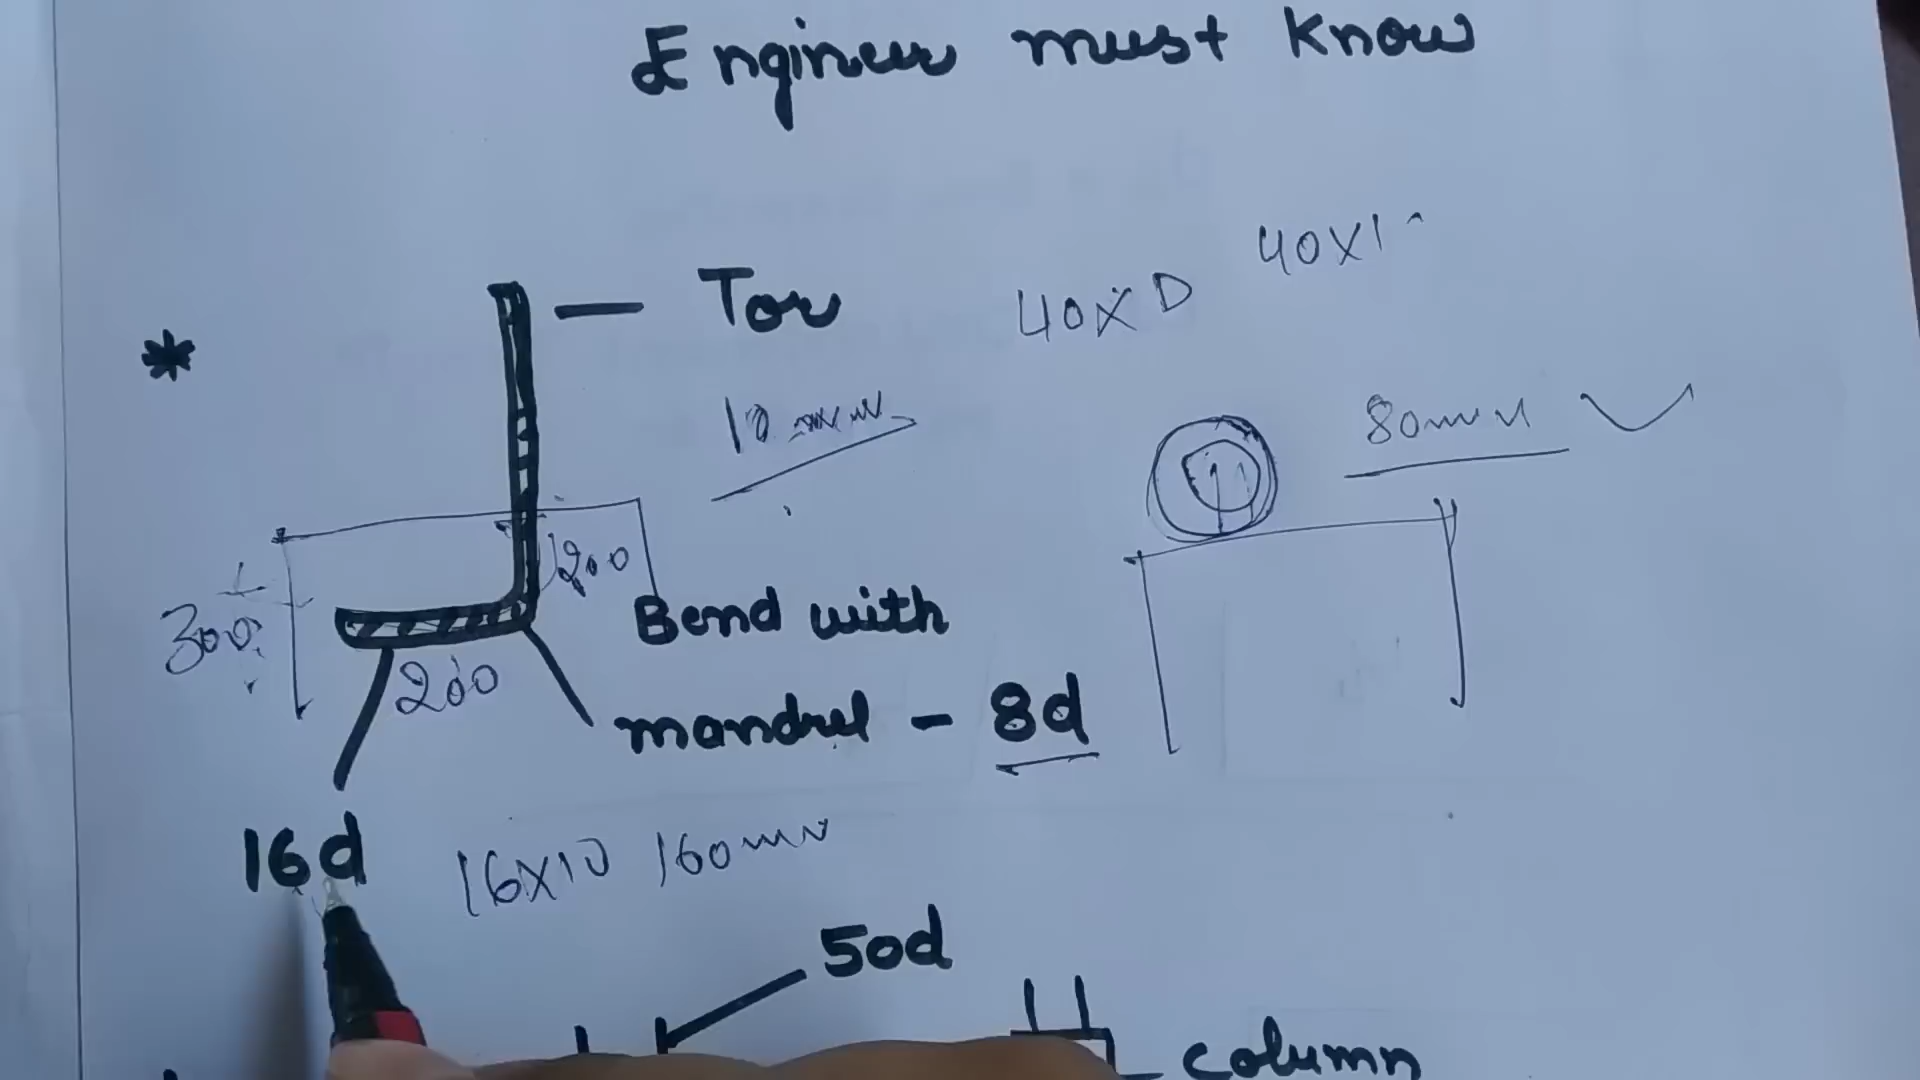 Engineer must know
40X1
40XD
*
Tor
10 mm
80mm
200
300
Bend with
200
mandrel - 8d
16d
16X10 160mm
50d
column